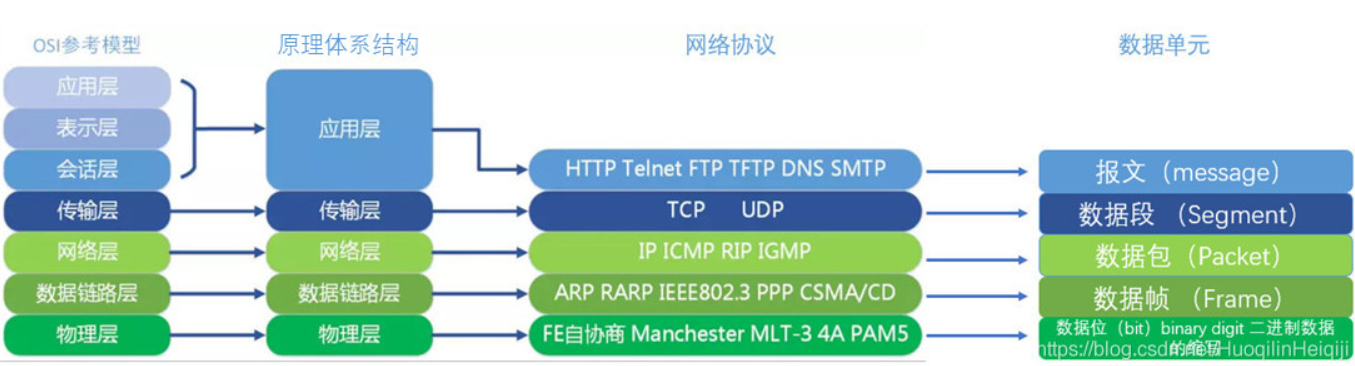 OSI参考模型
原理体系结构
网络协议
数据单元
应用层
表示层
会话层
应用层
HTTP Telnet FTP TFTP DNS SMTP
报文（message）
传输层
传输层
TCP UDP
数据段 （Segment）
网络层
网络层
IP ICMP RIP IGMP
数据包（Packet）
数据链路层
数据链路层
ARP RARP IEEE802.3 PPP CSMA/CD
数据帧 （Frame）
物理层
物理层
FE自协商 Manchester MLT-3 4A PAM5
数据位（bit）binary digit 二进制数据
的编写
https://blog.csdn.net/HuoqilinHeiqiji